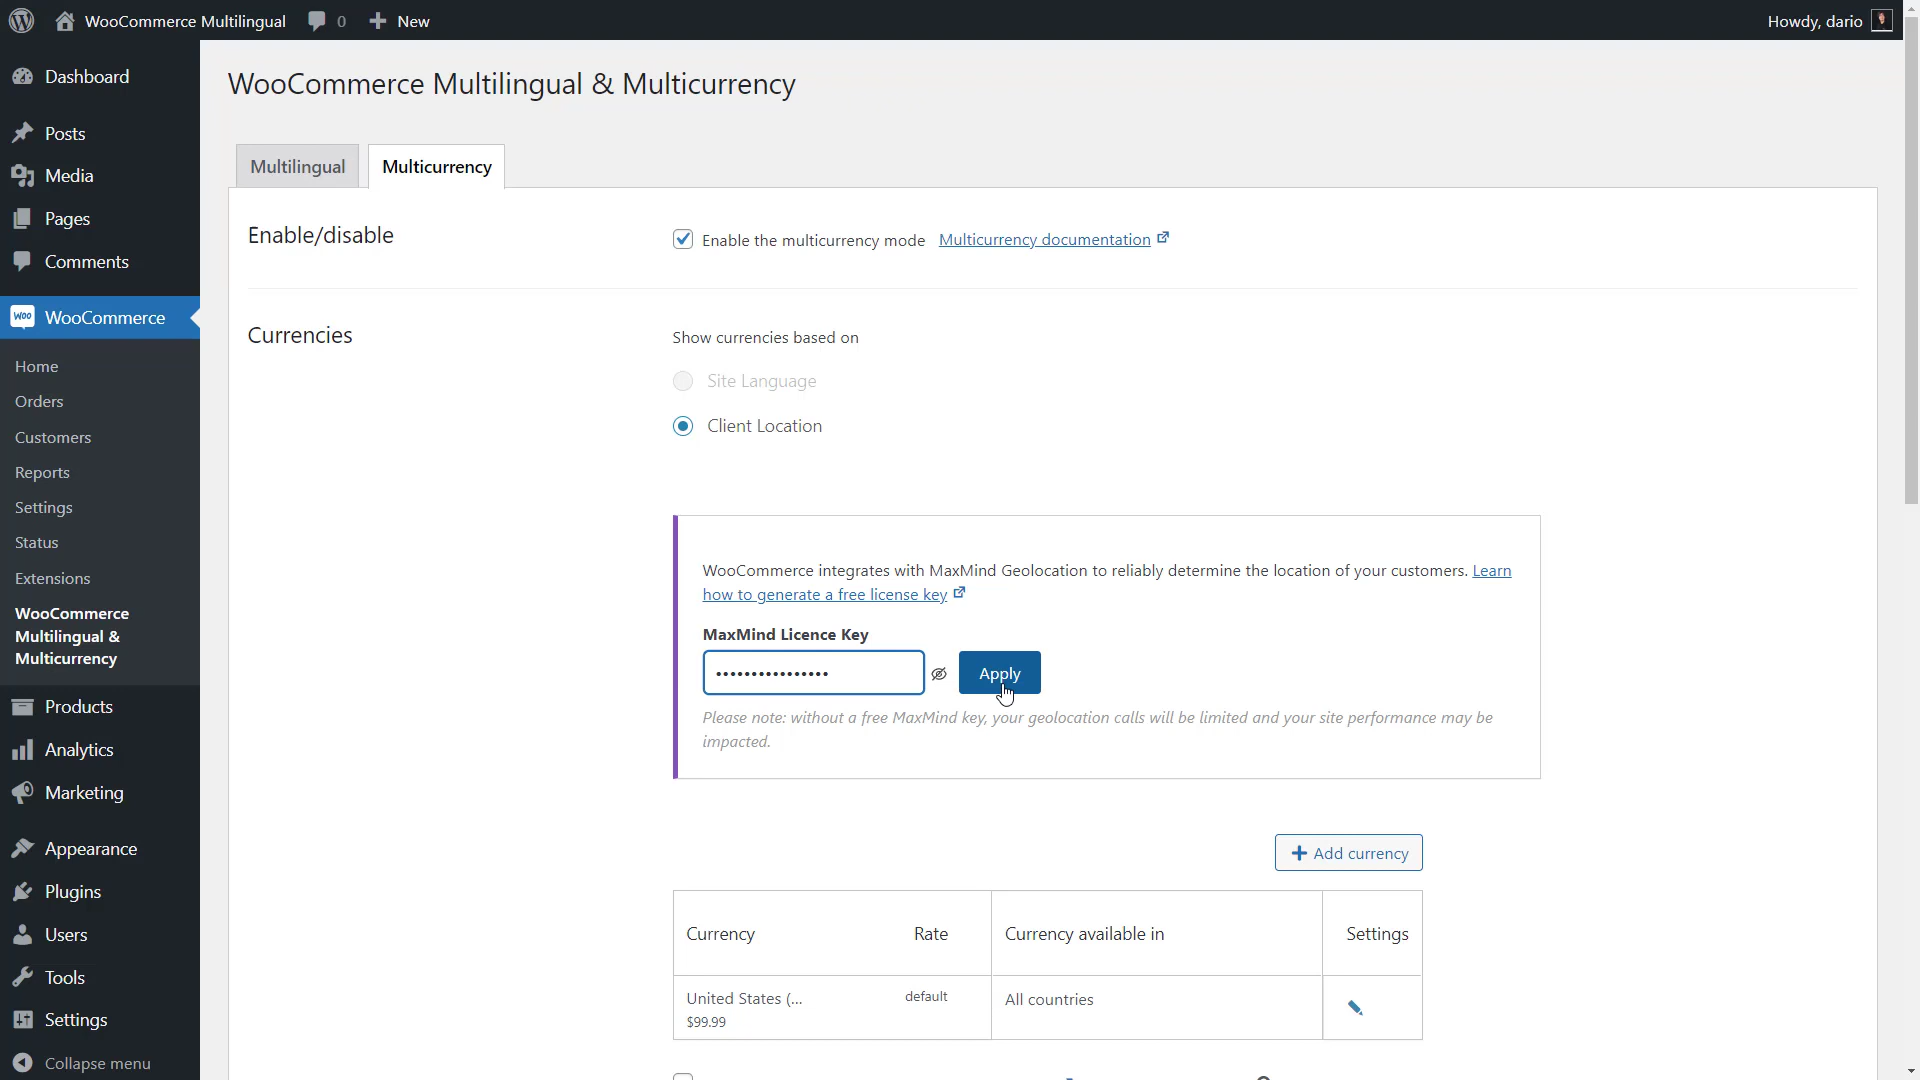 WooCommerce Multilingual
0
New
Howdy, dario
Dashboard
Posts
Media
Pages
Comments
WooCommerce
Home
Orders
Customers
Reports
Settings
Status
Extensions
WooCommerce
Multilingual &
Multicurrency
Products
Analytics
Marketing
Appearance
Plugins
Users
Tools
Settings
Collapse menu
WooCommerce Multilingual & Multicurrency
Multilingual
Multicurrency
Enable/disable
Enable the multicurrency mode Multicurrency documentation
Currencies
Show currencies based on
Site Language
Client Location
WooCommerce integrates with MaxMind Geolocation to reliably determine the location of your customers. Learn
how to generate a free license key
MaxMind Licence Key
••••••••••••••••
Apply
Please note: without a free MaxMind key, your geolocation calls will be limited and your site performance may be
impacted.
Add currency
Currency Rate Currency available in Settings
United States (... default All countries
$99.99